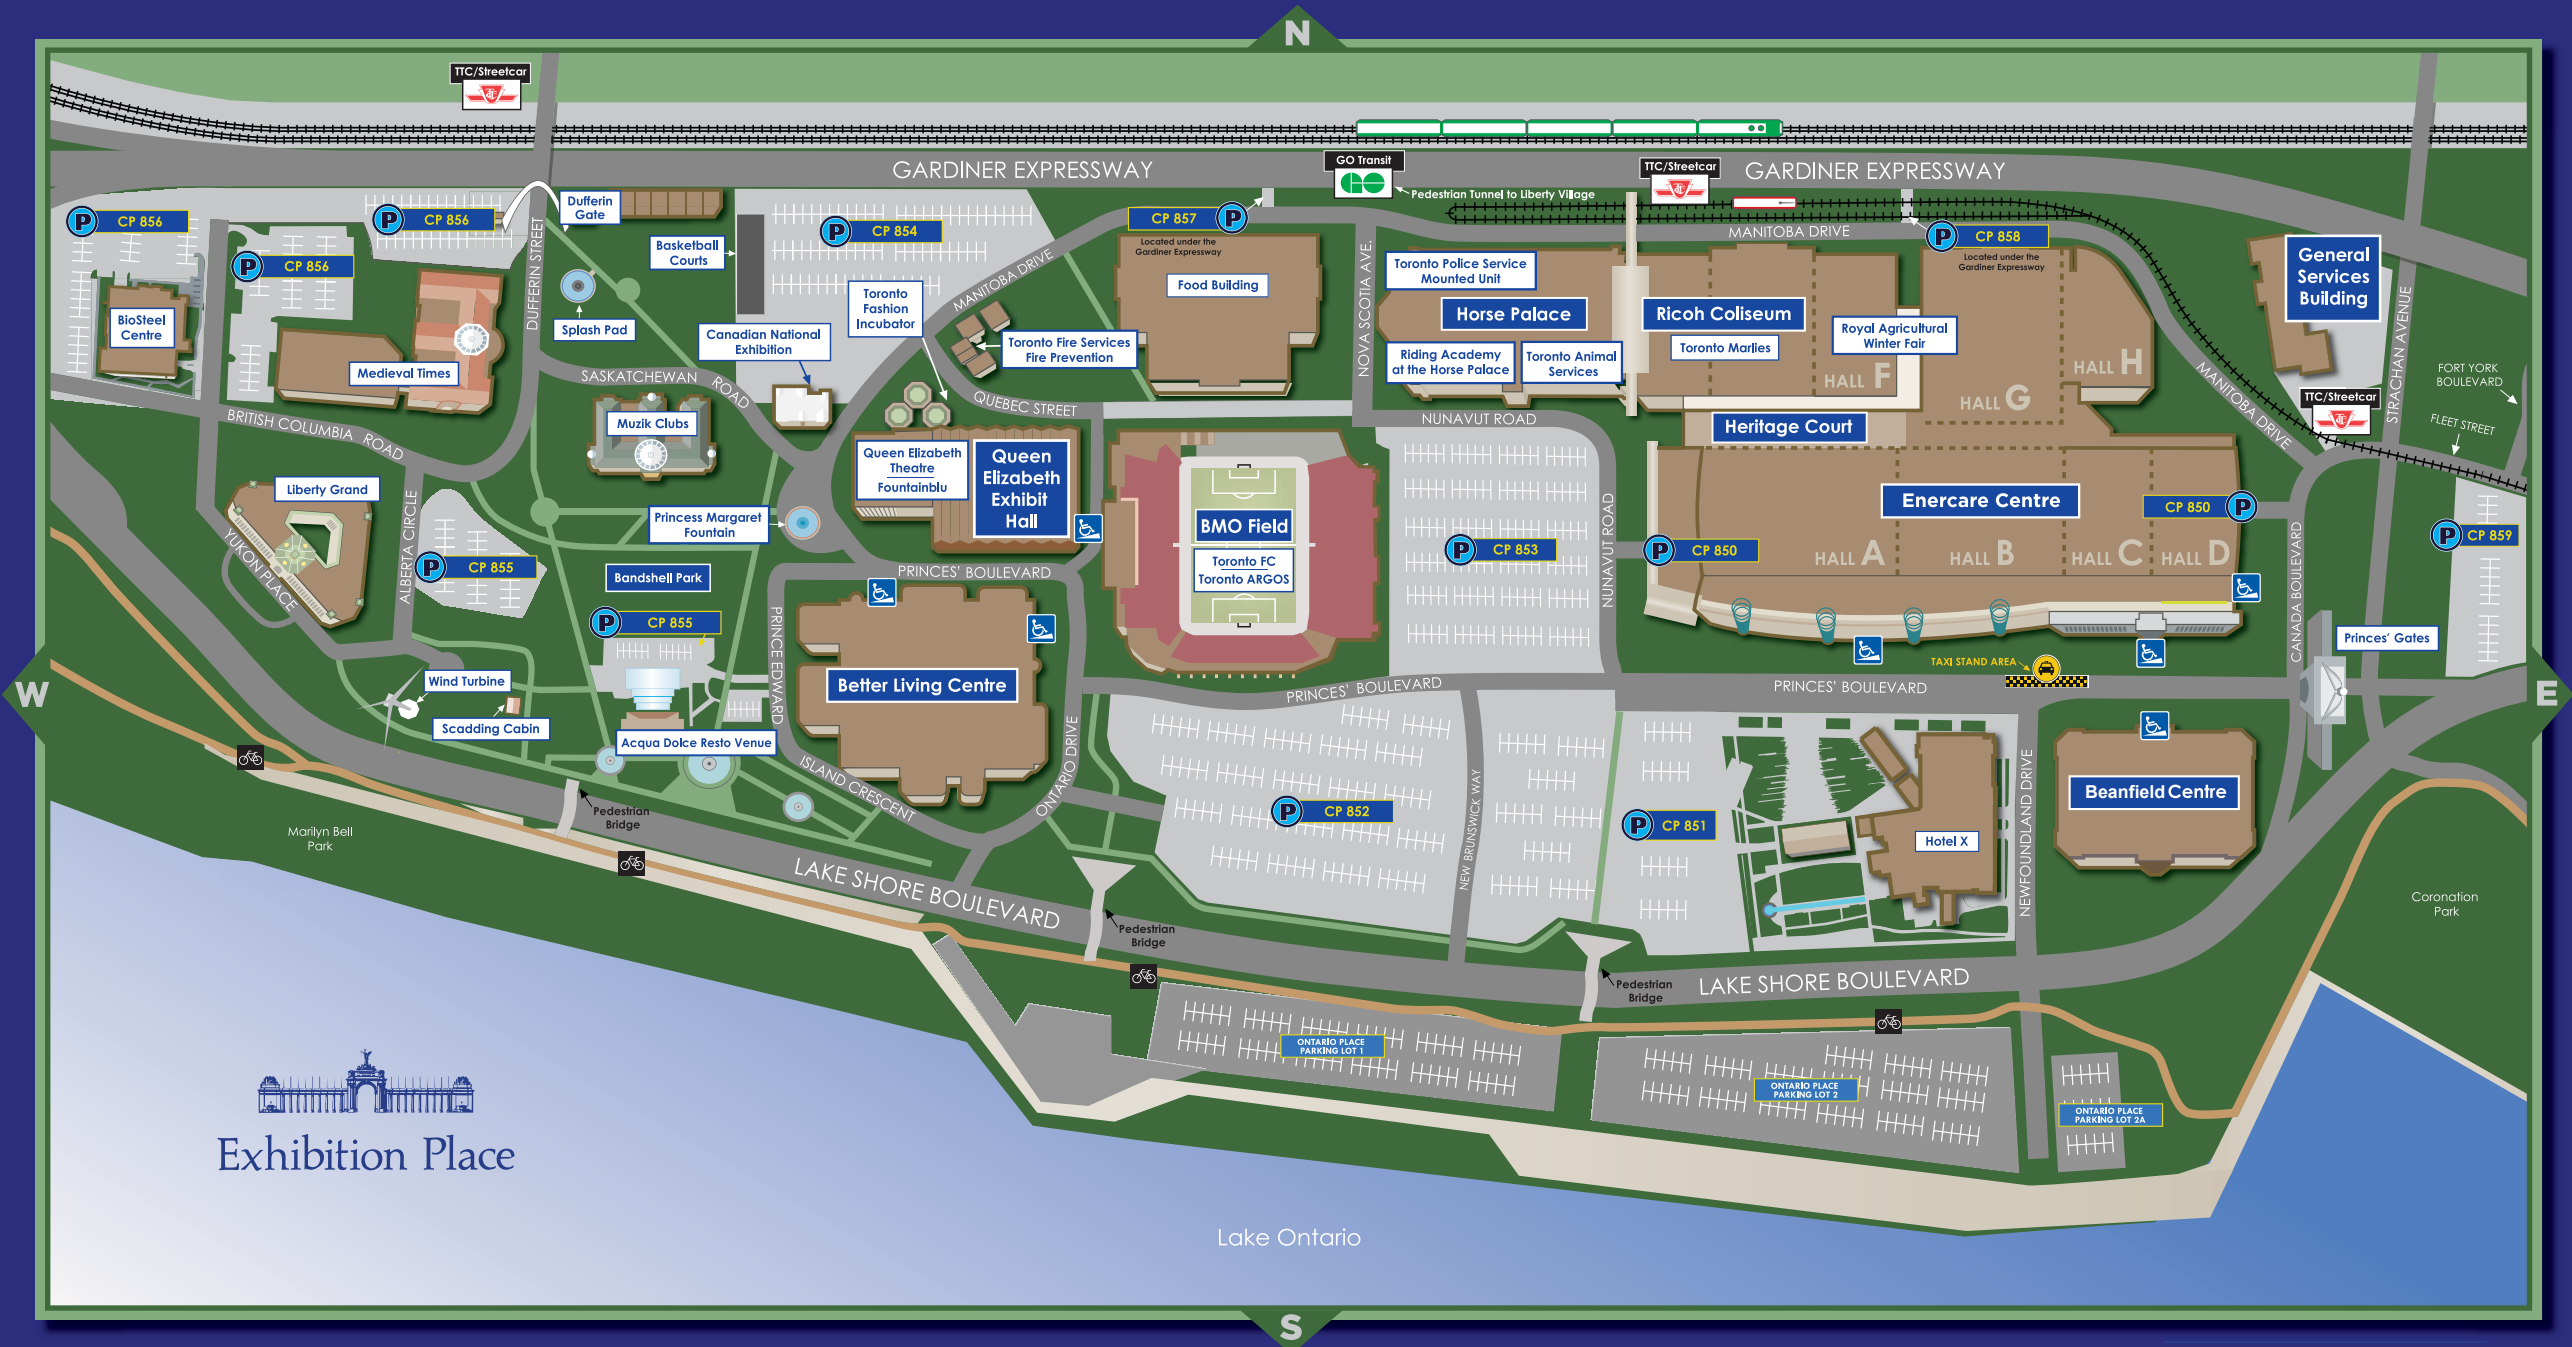 N
TTC/Streetcar
GARDINER EXPRESSWAY
GO Transit
GO
Pedestrian Tunnel to Liberty Village
TTC/Streetcar
GARDINER EXPRESSWAY
P CP 856
P CP 856
P CP 856
Dufferin
Gate
DUFFERIN STREET
Basketball
Courts
P CP 854
CP 857 P
Located under the
Gardiner Expressway
Food Building
MANITOBA DRIVE
NOVA SCOTIA AVE.
Toronto Police Service
Mounted Unit
Horse Palace
Riding Academy
at the Horse Palace
Toronto Animal
Services
MANITOBA DRIVE
P CP 858
Located under the
Gardiner Expressway
Ricoh Coliseum
Toronto Marlies
Royal Agricultural
Winter Fair
HALL F
HALL G
HALL H
General
Services
Building
STRACHAN AVENUE
MANITOBA DRIVE
TTC/Streetcar
FORT YORK
BOULEVARD
FLEET STREET
BioSteel
Centre
Medieval Times
Splash Pad
Canadian National
Exhibition
Toronto
Fashion
Incubator
Toronto Fire Services
Fire Prevention
SASKATCHEWAN ROAD
QUEBEC STREET
NUNAVUT ROAD
BRITISH COLUMBIA ROAD
Muzik Clubs
Queen Elizabeth
Theatre
Fountainblu
Queen
Elizabeth
Exhibit
Hall
Heritage Court
Enercare Centre
CP 850 P
P CP 850
HALL A
HALL B
HALL C
HALL D
NUNAVUT ROAD
CANADA BOULEVARD
P CP 859
Liberty Grand
YUKON PLACE
ALBERTA CIRCLE
P CP 855
Princess Margaret
Fountain
Bandshell Park
P CP 855
PRINCES' BOULEVARD
BMO Field
Toronto FC
Toronto ARGOS
P CP 853
Princes' Gates
TAXI STAND AREA
W
E
Wind Turbine
Scadding Cabin
Acqua Dolce Resto Venue
PRINCE EDWARD
ISLAND CRESCENT
Better Living Centre
ONTARIO DRIVE
PRINCES' BOULEVARD
PRINCES' BOULEVARD
P CP 852
NEW BRUNSWICK WAY
P CP 851
Hotel X
NEWFOUNDLAND DRIVE
Beanfield Centre
Marilyn Bell
Park
Pedestrian
Bridge
LAKE SHORE BOULEVARD
Pedestrian
Bridge
Pedestrian
Bridge
LAKE SHORE BOULEVARD
Coronation
Park
ONTARIO PLACE
PARKING LOT 1
ONTARIO PLACE
PARKING LOT 2
ONTARIO PLACE
PARKING LOT 2A
Exhibition Place
Lake Ontario
S